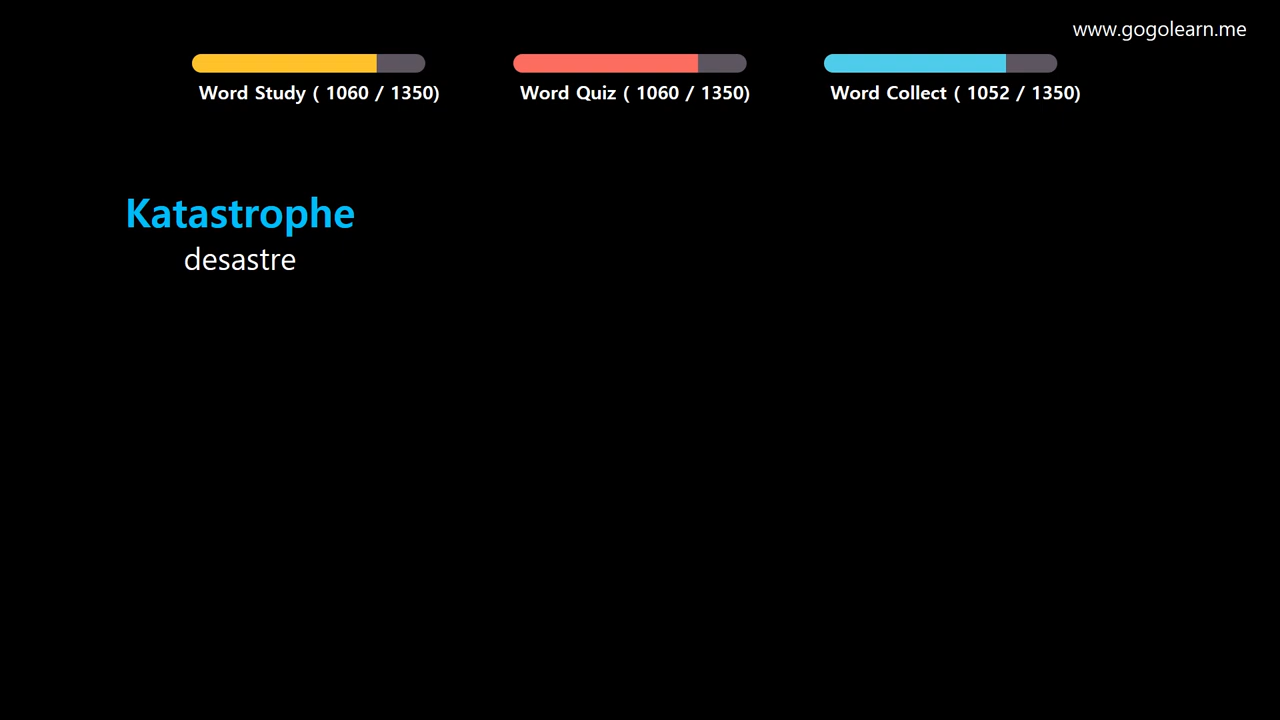 www.gogolearn.me
Word Study ( 1060 / 1350)
Word Quiz ( 1060 / 1350)
Word Collect ( 1052 / 1350)
Katastrophe
desastre